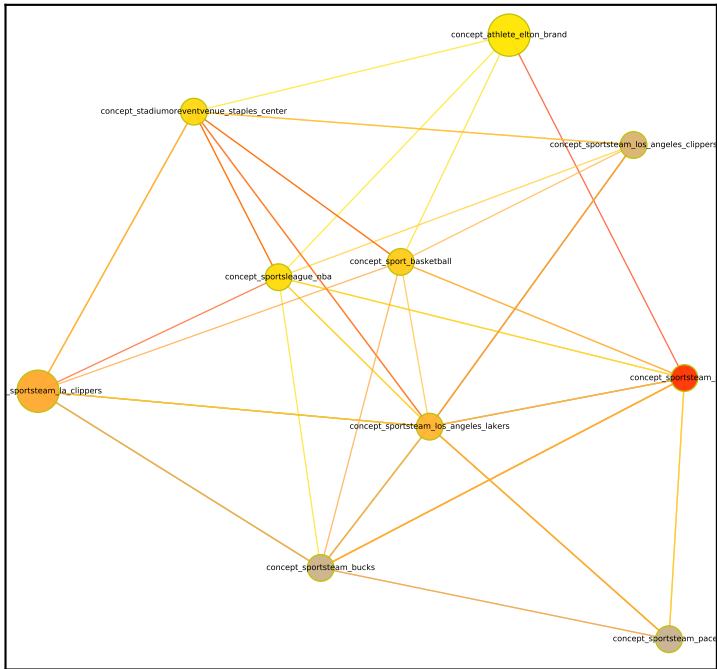 concept_athlete_elton_brand
concept_stadiumoreventvenue_staples_center
concept_sportsteam_los_angeles_clippers
concept_sport_basketball
concept_sportsleague_nba
concept_sportsteam_
_sportsteam_la_clippers
concept_sportsteam_los_angeles_lakers
concept_sportsteam_bucks
concept_sportsteam_pace